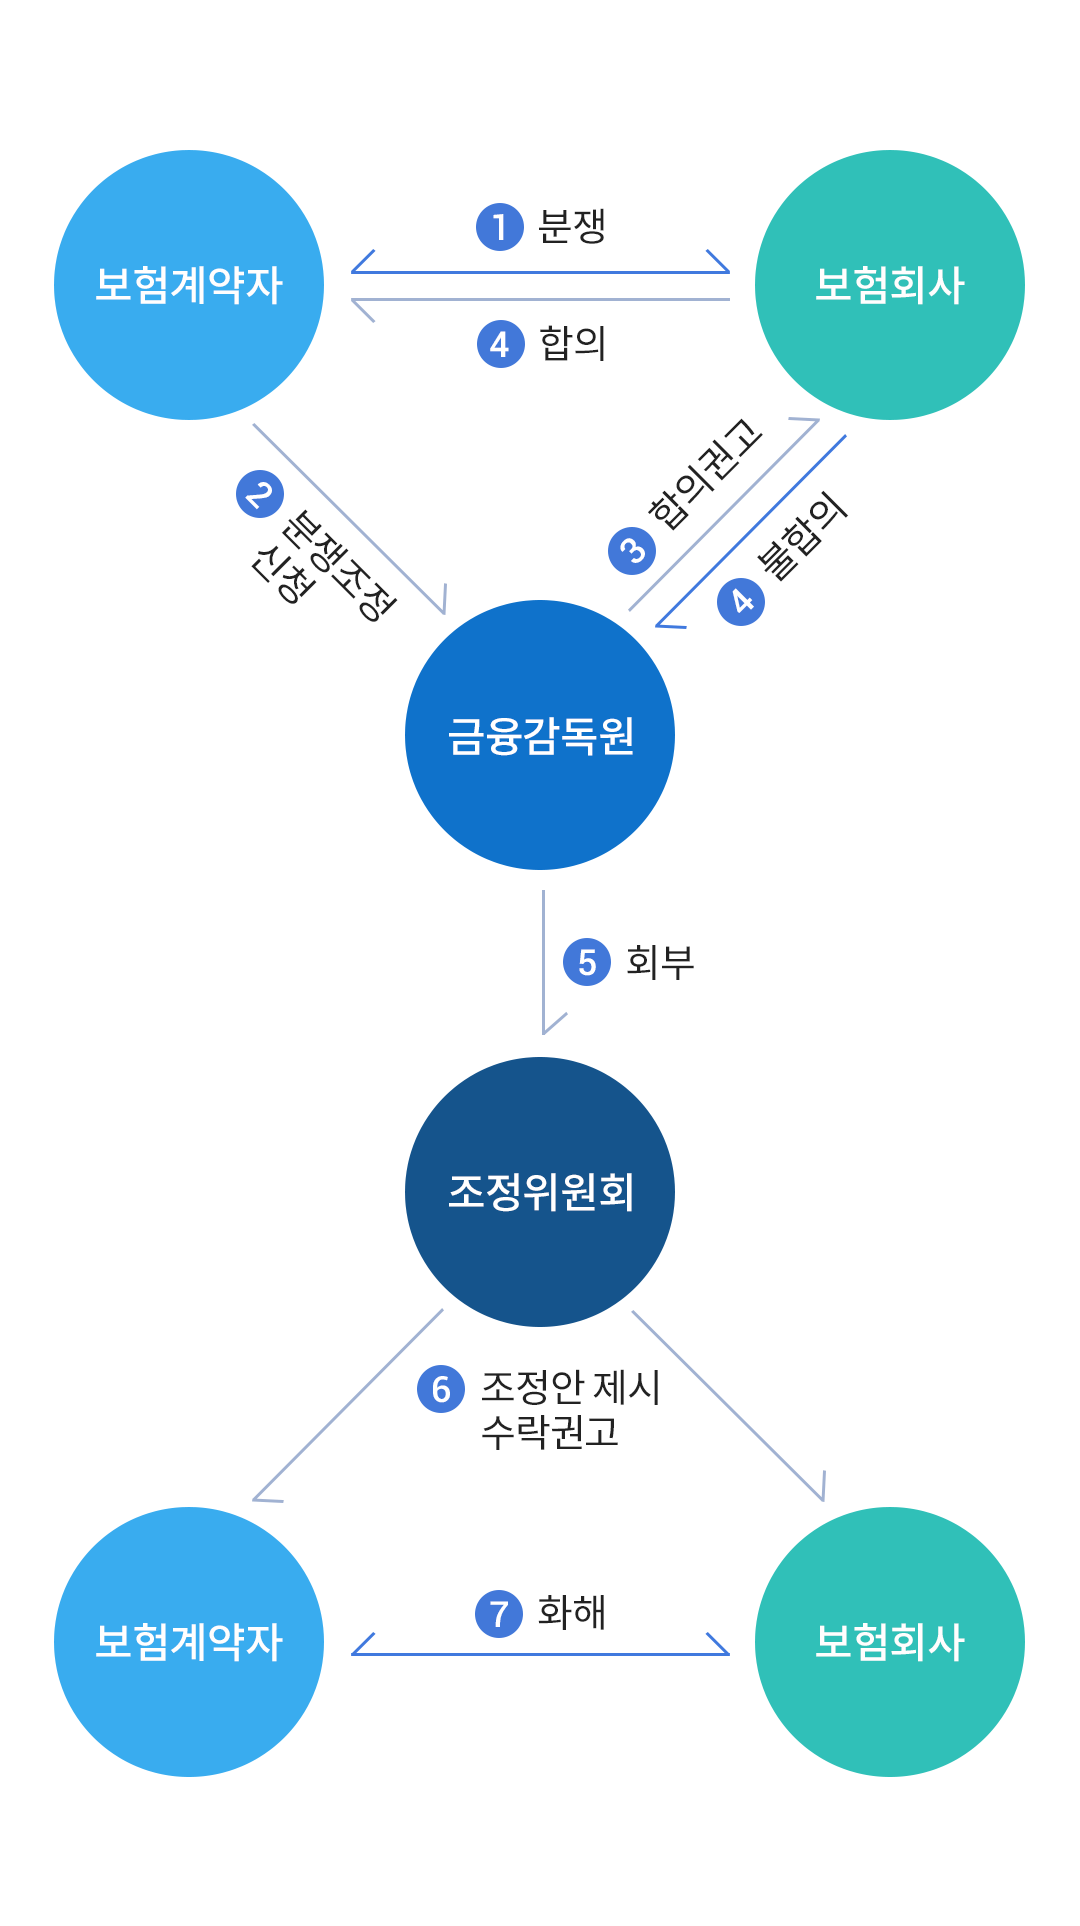 보험계약자
1 분쟁
4 합의
보험회사
2 분쟁조정
신청
3 합의권고
4 불합의
금융감독원
5 회부
조정위원회
6 조정안 제시
수락권고
보험계약자
7 화해
보험회사